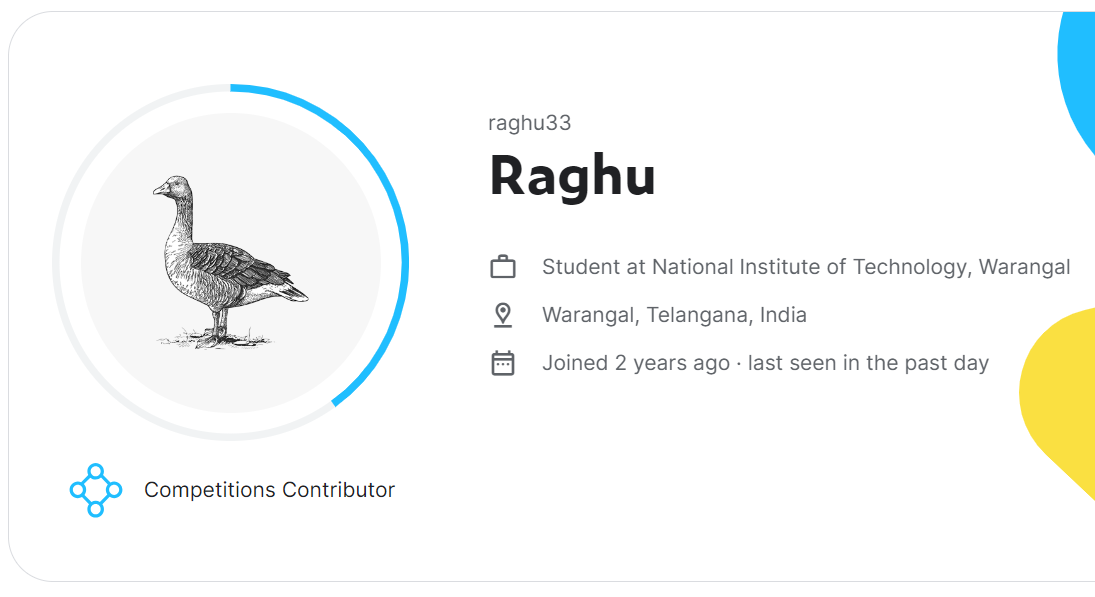 raghu33
Raghu
Student at National Institute of Technology, Warangal
Warangal, Telangana, India
Joined 2 years ago · last seen in the past day
Competitions Contributor